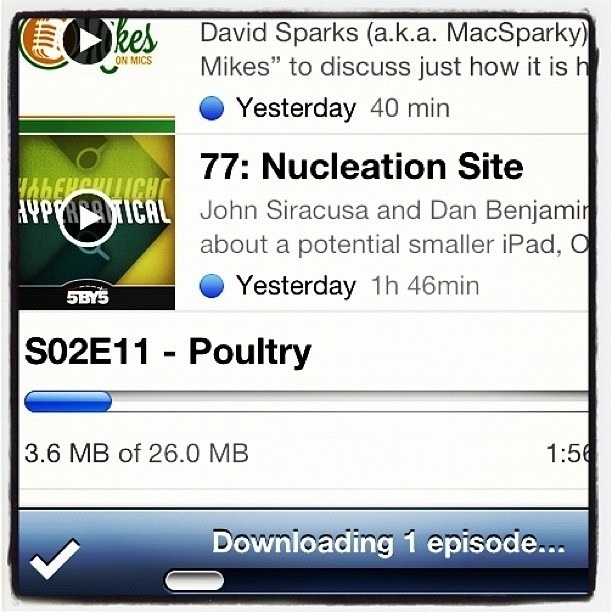 David Sparks (a.k.a. MacSparky)
Mikes” to discuss just how it is h
ikes
ON MICS
Yesterday 40 min
77: Nucleation Site
HYPERCRITICAL
John Siracusa and Dan Benjamin
about a potential smaller iPad, O
5BY5
Yesterday 1h 46min
S02E11 - Poultry
3.6 MB of 26.0 MB
1:56
Downloading 1 episode...